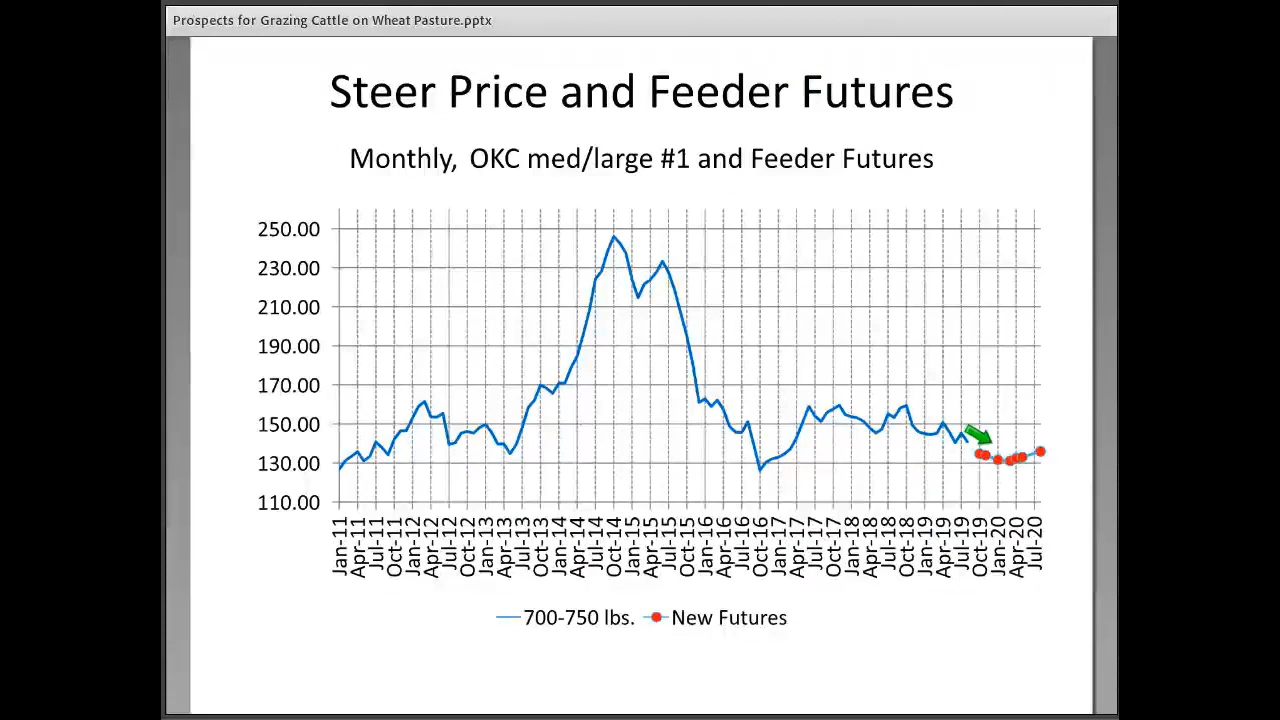 Prospects for Grazing Cattle on Wheat Pasture.pptx
Steer Price and Feeder Futures
Monthly, OKC med/large #1 and Feeder Futures
250.00
230.00
210.00
190.00
170.00
150.00
130.00
110.00
Jan-11
Apr-11
Jul-11
Oct-11
Jan-12
Apr-12
Jul-12
Oct-12
Jan-13
Apr-13
Jul-13
Oct-13
Jan-14
Apr-14
Jul-14
Oct-14
Jan-15
Apr-15
Jul-15
Oct-15
Jan-16
Apr-16
Jul-16
Oct-16
Jan-17
Apr-17
Jul-17
Oct-17
Jan-18
Apr-18
Jul-18
Oct-18
Jan-19
Apr-19
Jul-19
Oct-19
Jan-20
Apr-20
Jul-20
700-750 lbs. New Futures